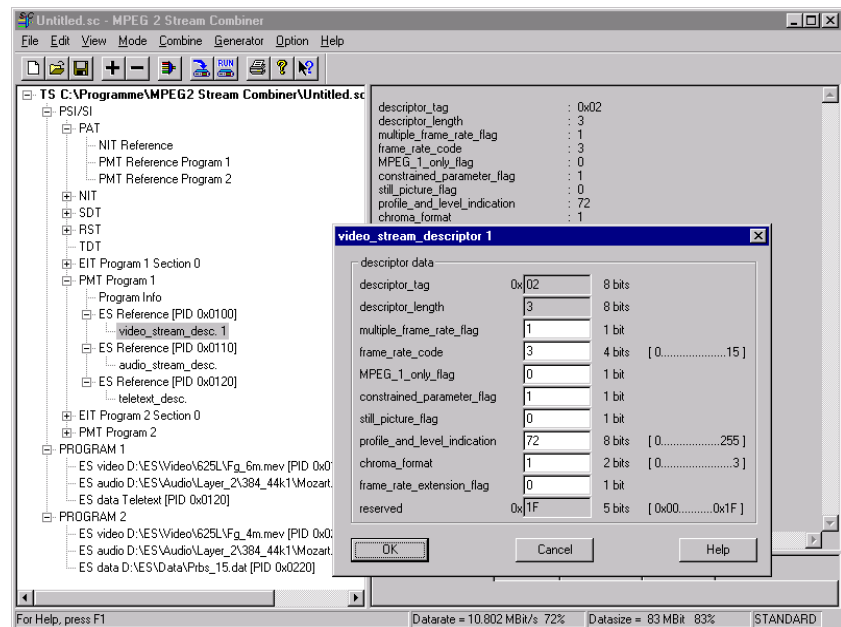 Untitled.sc - MPEG 2 Stream Combiner
File Edit View Mode Combine Generator Option Help
RUN
TS C:\Programme\MPEG2 Stream Combiner\Untitled.sc
PSI/SI
PAT
NIT Reference
PMT Reference Program 1
PMT Reference Program 2
NIT
SDT
RST
TDT
EIT Program 1 Section 0
PMT Program 1
Program Info
ES Reference [PID 0x0100]
video_stream_desc. 1
ES Reference [PID 0x0110]
audio_stream_desc.
ES Reference [PID 0x0120]
teletext_desc.
EIT Program 2 Section 0
PMT Program 2
PROGRAM 1
ES video D:\ES\Video\625L\Fg_6m.mev [PID 0x0
ES audio D:\ES\Audio\Layer_2\384_44k1\Mozart.
ES data Teletext [PID 0x0120]
PROGRAM 2
ES video D:\ES\Video\625L\Fg_4m.mev [PID 0x0
ES audio D:\ES\Audio\Layer_2\384_44k1\Mozart.
ES data D:\ES\Data\Prbs_15.dat [PID 0x0220]
descriptor_tag : 0x02
descriptor_length : 3
multiple_frame_rate_flag : 1
frame_rate_code : 3
MPEG_1_only_flag : 0
constrained_parameter_flag : 1
still_picture_flag : 0
profile_and_level_indication : 72
chroma_format : 1
video_stream_descriptor 1
descriptor data
descriptor_tag 0x 02 8 bits
descriptor_length 3 8 bits
multiple_frame_rate_flag 1 1 bit
frame_rate_code 3 4 bits [ 0....................15 ]
MPEG_1_only_flag 0 1 bit
constrained_parameter_flag 1 1 bit
still_picture_flag 0 1 bit
profile_and_level_indication 72 8 bits [ 0..................255 ]
chroma_format 1 2 bits [ 0......................3 ]
frame_rate_extension_flag 0 1 bit
reserved 0x 1F 5 bits [ 0x00...........0x1F ]
OK Cancel Help
For Help, press F1 Datarate = 10.802 MBit/s 72% Datasize = 83 MBit 83% STANDARD